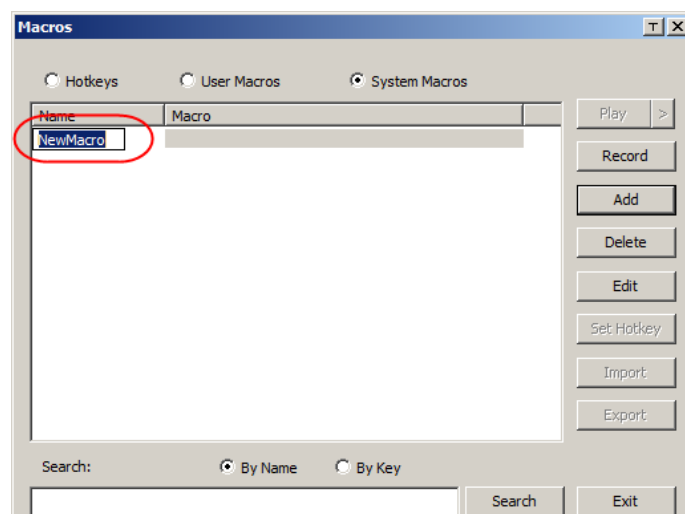 Macros
Hotkeys User Macros System Macros
Name Macro Play >
NewMacro
Record
Add
Delete
Edit
Set Hotkey
Import
Export
Search: By Name By Key
Search Exit